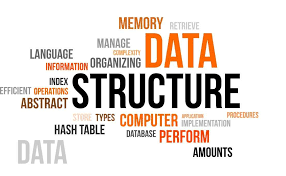 MEMORY RETRIEVE
MANAGE DATA
LANGUAGE COMPLEXITY
INFORMATION ORGANIZING
INDEX STRUCTURE
EFFICIENT OPERATIONS
ABSTRACT
STORE TYPES COMPUTER APPLICATION PROCEDURES
IMPLEMENTATION
HASH TABLE DATABASE PERFORM
DATA AMOUNTS